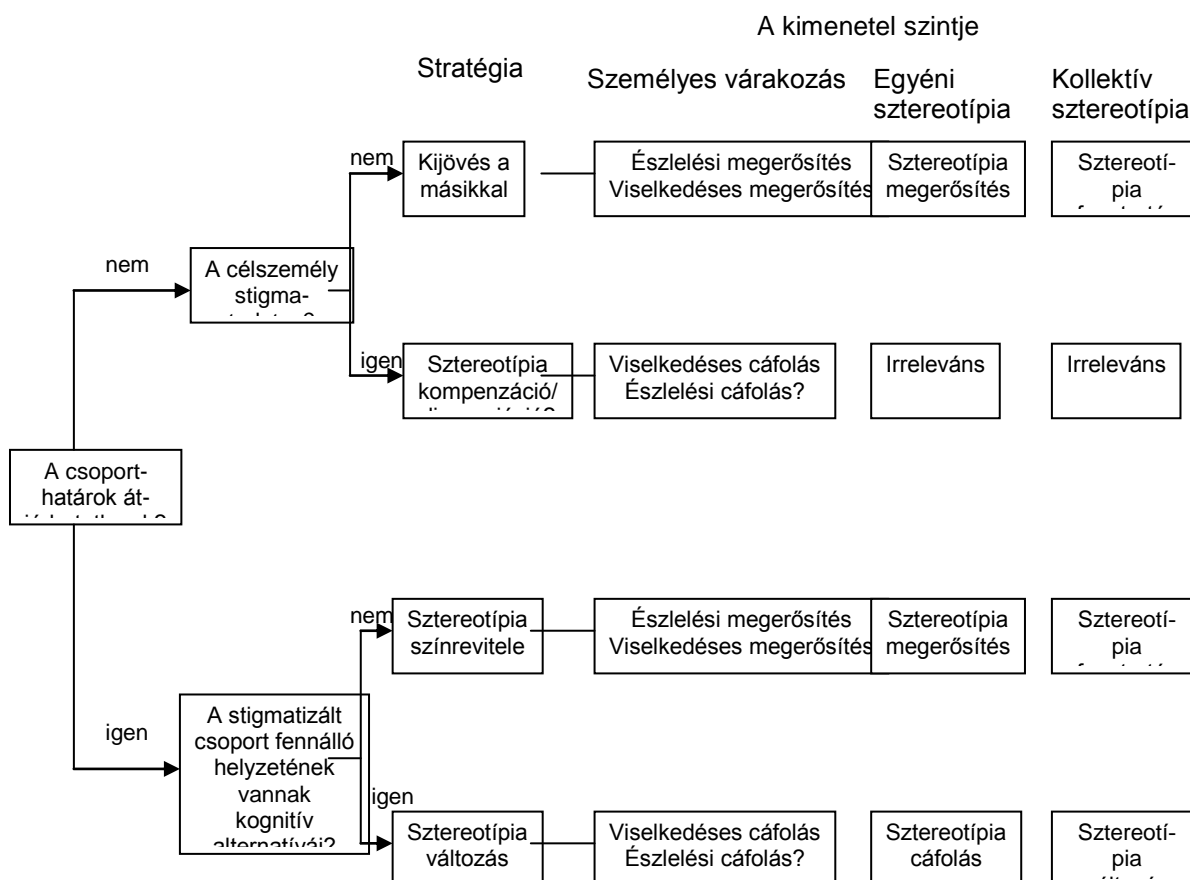 A kimenetel szintje
Stratégia
Személyes várakozás
Egyéni
sztereotípia
Kollektív
sztereotípia
nem
Kijövés a
másikkal
Észlelési megerősítés
Viselkedéses megerősítés
Sztereotípia
megerősítés
Sztereotí-
pia
nem
A célszemély
stigma-
igen
Sztereotípia
kompenzáció/
Viselkedéses cáfolás
Észlelési cáfolás?
Irreleváns
Irreleváns
A csoport-
határok át-
nem
Sztereotípia
színrevitele
Észlelési megerősítés
Viselkedéses megerősítés
Sztereotípia
megerősítés
Sztereotí-
pia
igen
A stigmatizált
csoport fennálló
helyzetének
vannak
kognitív
alternatívái?
igen
Sztereotípia
változás
Viselkedéses cáfolás
Észlelési cáfolás?
Sztereotípia
cáfolás
Sztereotí-
pia